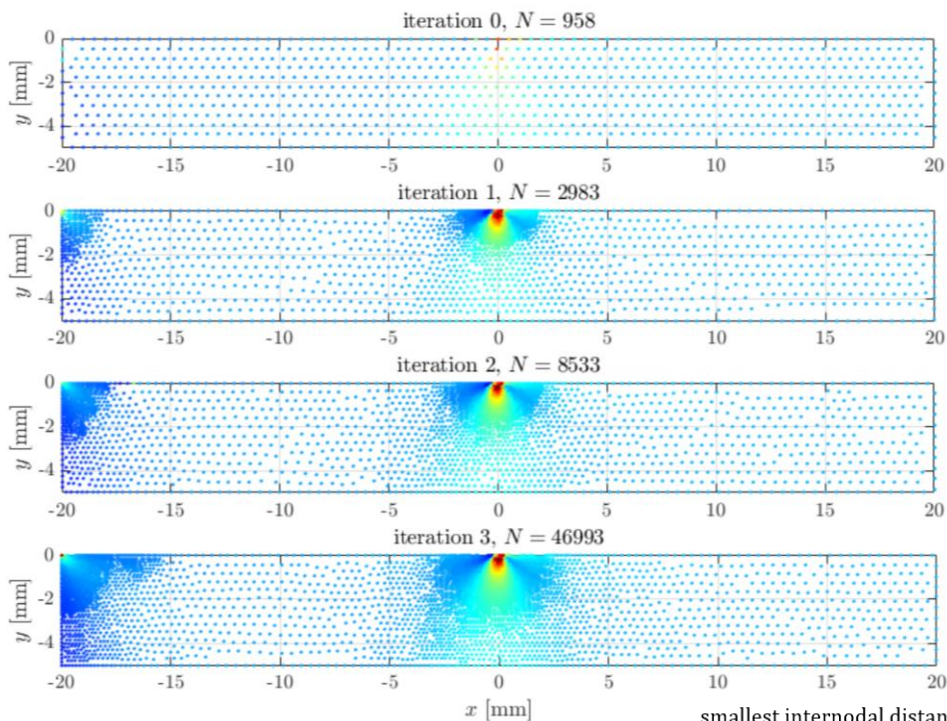 iteration 0, N = 958
0
-2
-4
y [mm]
-20 -15 -10 -5 0 5 10 15 20
iteration 1, N = 2983
0
-2
-4
y [mm]
-20 -15 -10 -5 0 5 10 15 20
iteration 2, N = 8533
0
-2
-4
y [mm]
-20 -15 -10 -5 0 5 10 15 20
iteration 3, N = 46993
0
-2
-4
y [mm]
-20 -15 -10 -5 0 5 10 15 20
x [mm]
smallest internodal distan